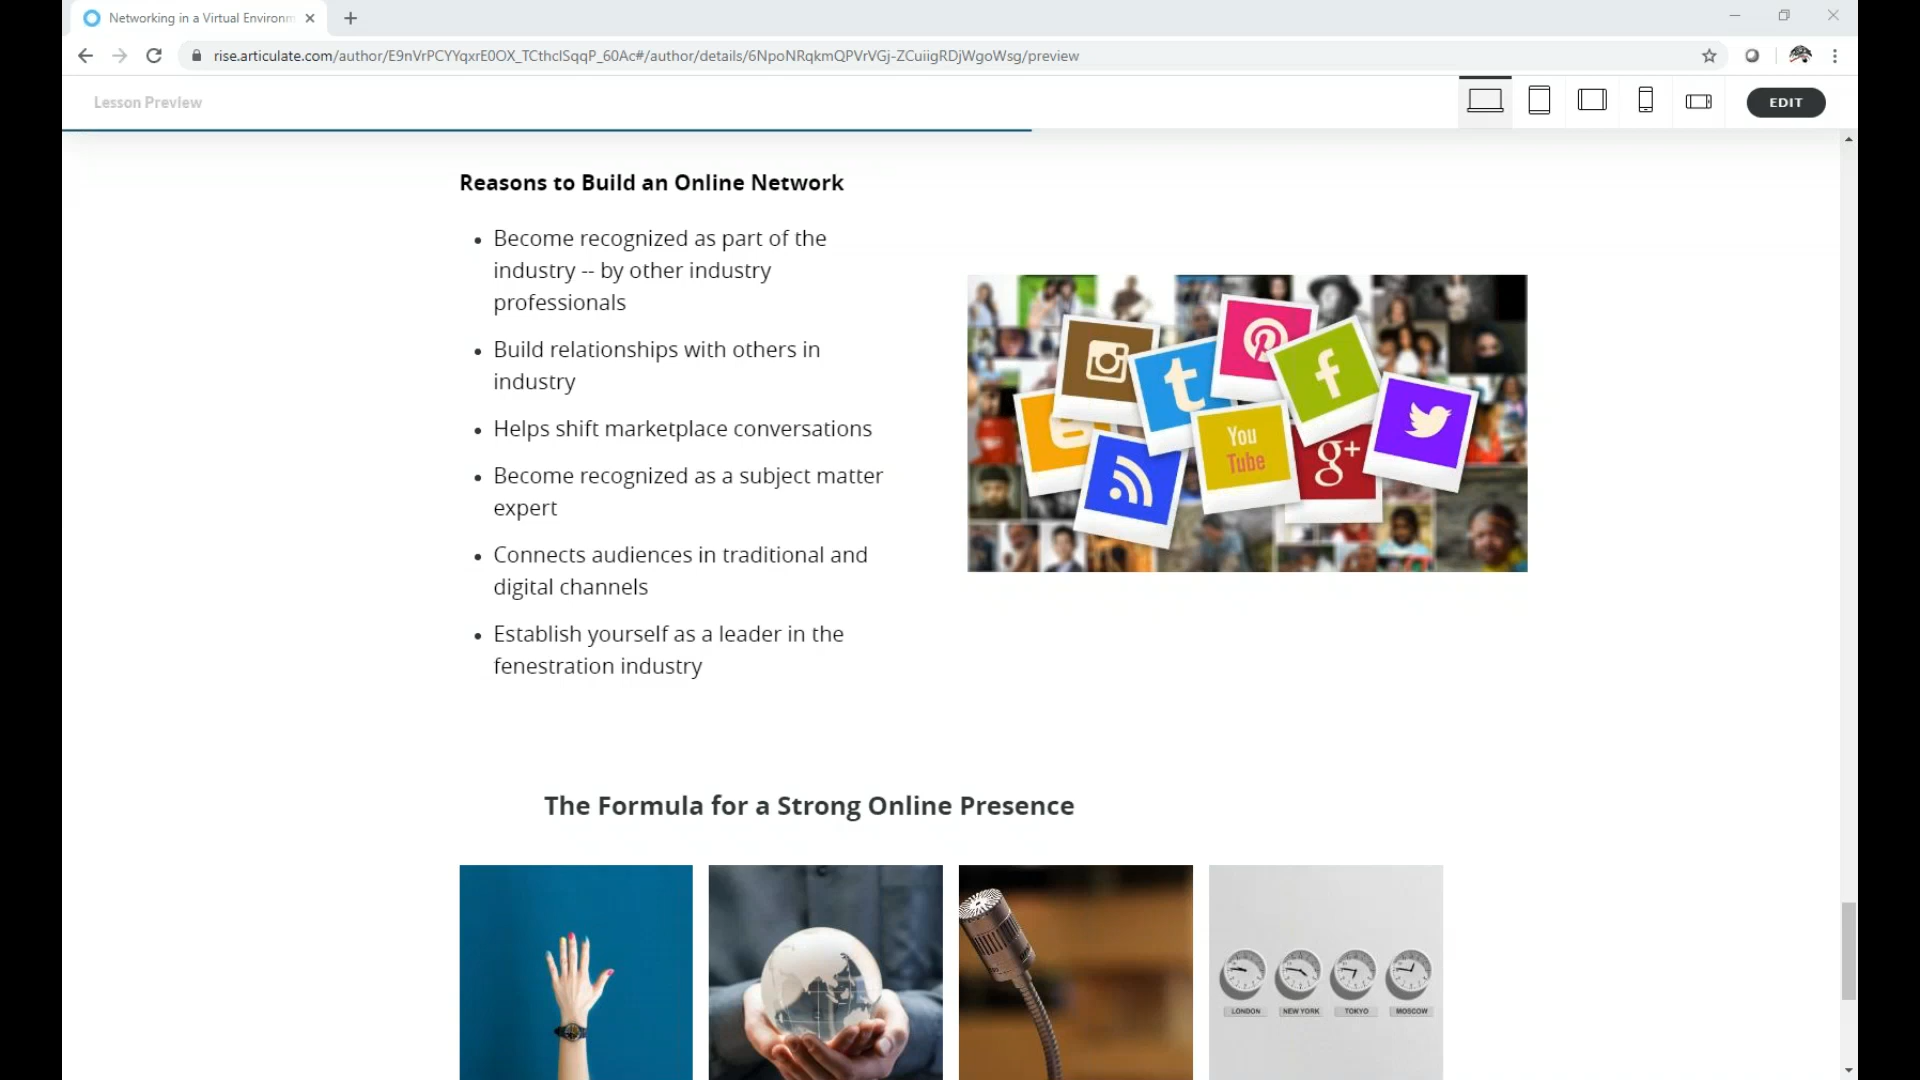 Networking in a Virtual Environm
rise.articulate.com/author/E9nVrPCYYqxrE0OX_TCthclSqqP_60Ac#/author/details/6NpoNRqkmQPVrVGj-ZCuiigRDjWgoWsg/preview
Lesson Preview
EDIT
Reasons to Build an Online Network
• Become recognized as part of the
industry -- by other industry
professionals
• Build relationships with others in
industry
• Helps shift marketplace conversations
• Become recognized as a subject matter
expert
• Connects audiences in traditional and
digital channels
• Establish yourself as a leader in the
fenestration industry
t
f
You
Tube
g+
The Formula for a Strong Online Presence
LONDON
NEW YORK
TOKYO
MOSCOW